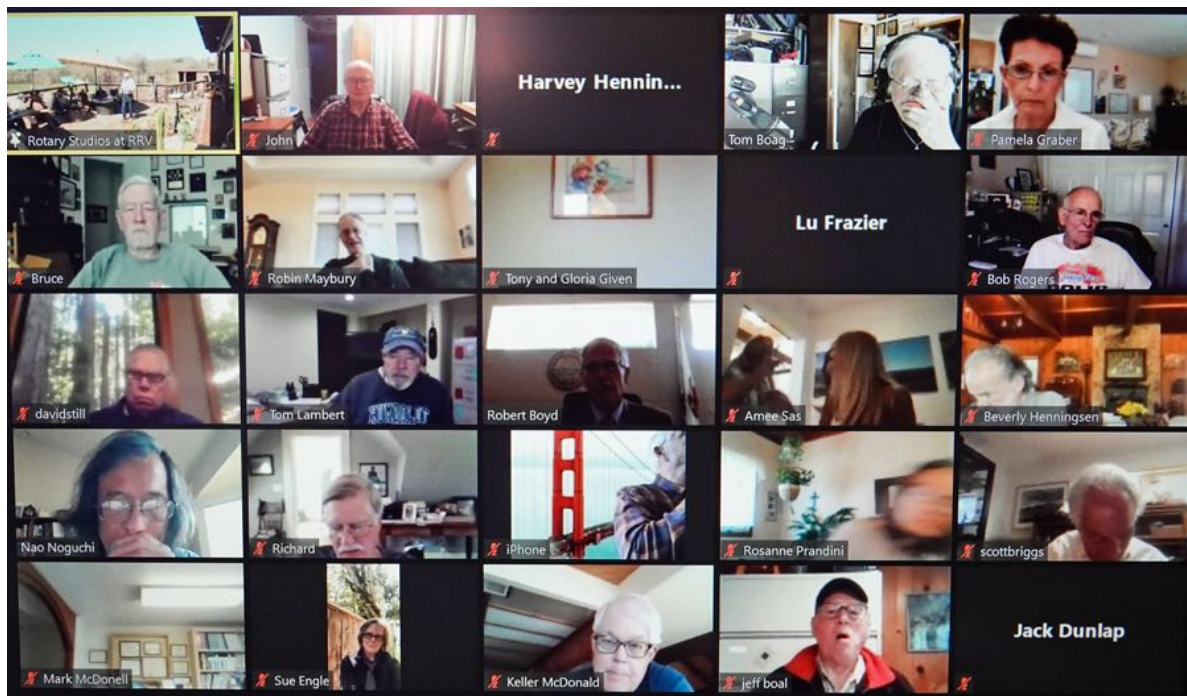 Rotary Studios at RRV
John
Harvey Hennin...
Tom Boag
Pamela Graber
Bruce
Robin Maybury
Tony and Gloria Given
Lu Frazier
Bob Rogers
davidstill
Tom Lambert
Robert Boyd
Amee Sas
Beverly Henningsen
Nao Noguchi
Richard
iPhone
Rosanne Prandini
scottbriggs
Mark McDonell
Sue Engle
Keller McDonald
jeff boal
Jack Dunlap